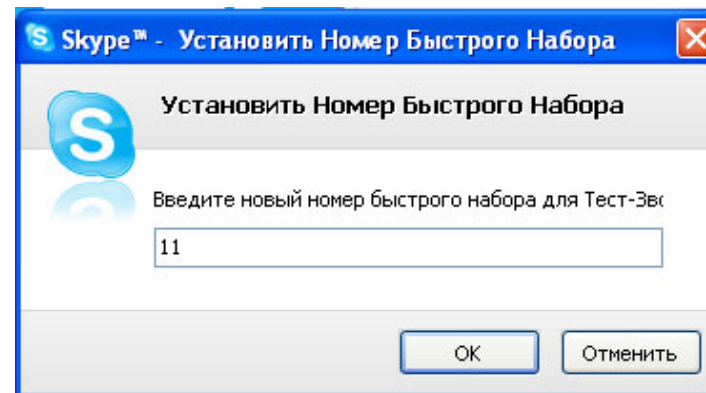 Skype™ - Установить Номер Быстрого Набора
Установить Номер Быстрого Набора
Введите новый номер быстрого набора для Тест-Зво
11
OK
Отменить